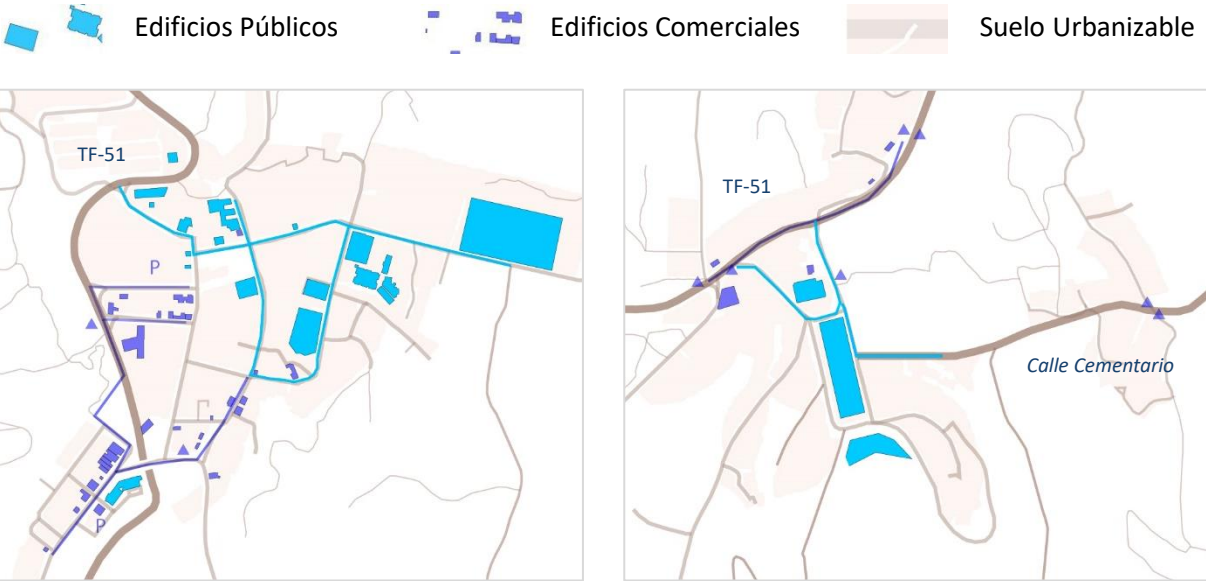 Edificios Públicos
Edificios Comerciales
Suelo Urbanizable
TF-51
P
P
TF-51
Calle Cementario